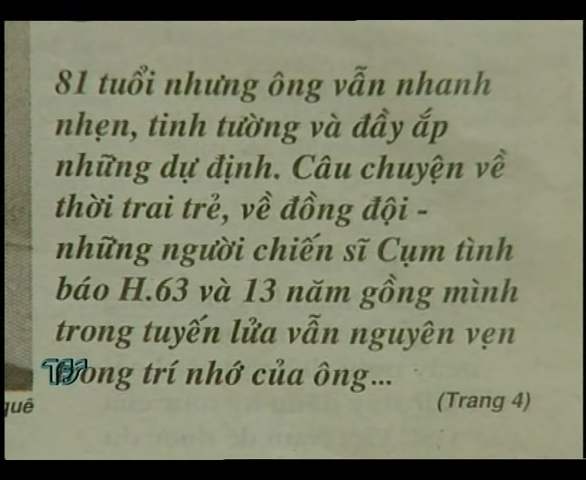 81 tuổi nhưng ông vẫn nhanh
nhẹn, tinh tường và đầy ắp
những dự định. Câu chuyện về
thời trai trẻ, về đồng đội -
những người chiến sĩ Cụm tình
báo H.63 và 13 năm gồng mình
trong tuyến lửa vẫn nguyên vẹn
trong trí nhớ của ông...
(Trang 4)
quê